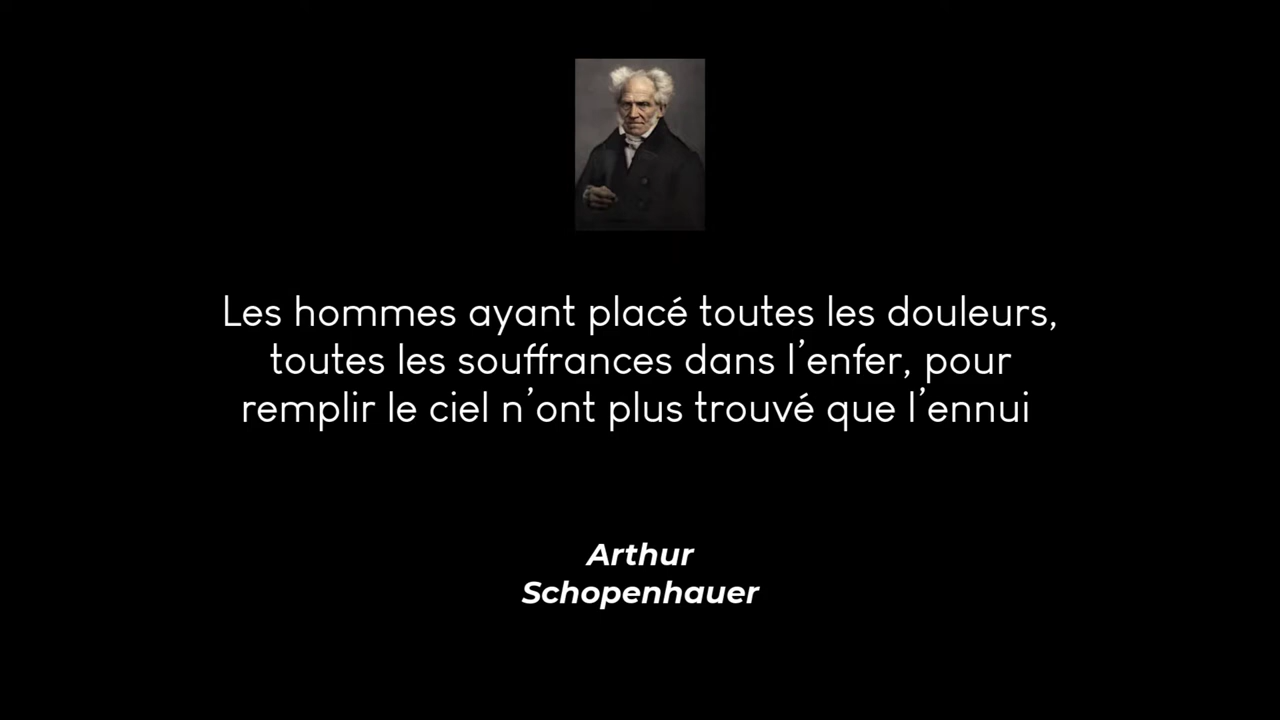 Les hommes ayant placé toutes les douleurs,
toutes les souffrances dans l’enfer, pour
remplir le ciel n’ont plus trouvé que l’ennui
Arthur
Schopenhauer